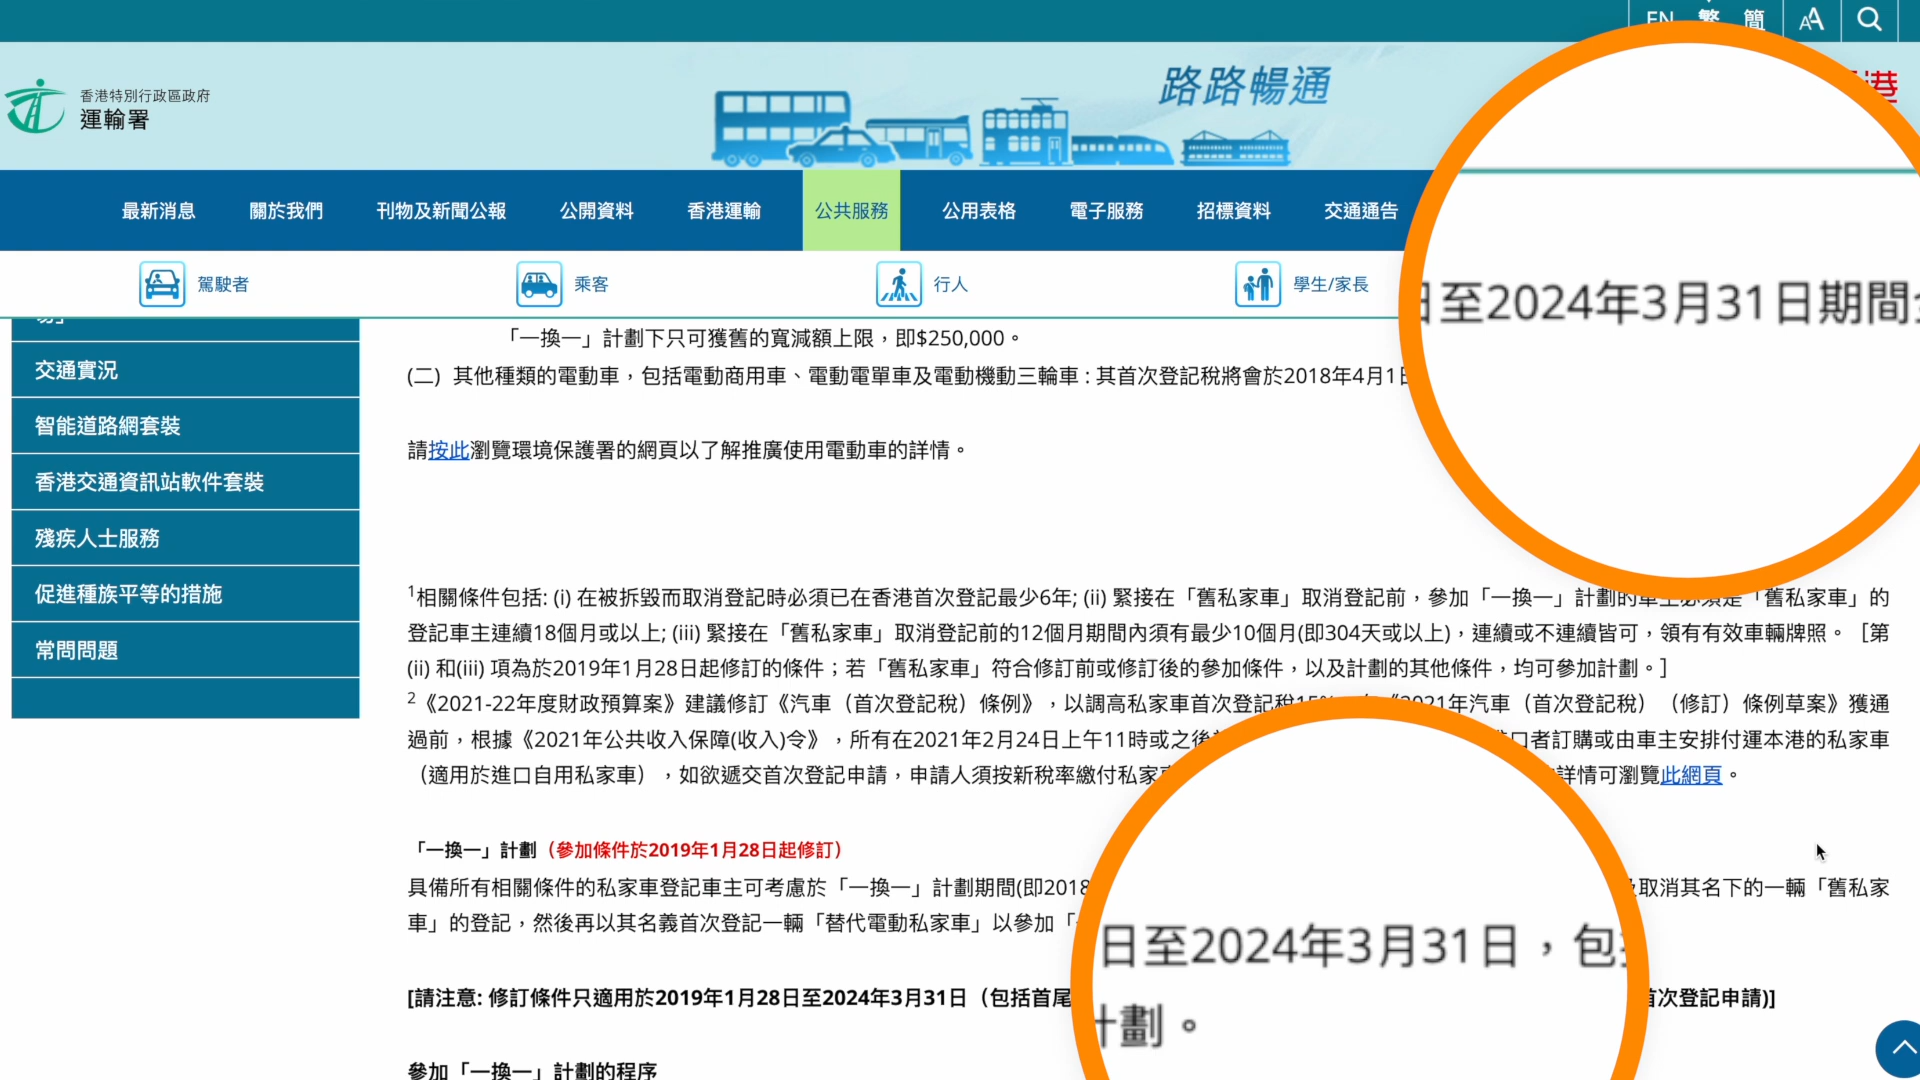 EN 繁 簡
香港特別行政區政府
運輸署
路路暢通
港
最新消息 關於我們 刊物及新聞公報 公開資料 香港運輸 公共服務 公用表格 電子服務 招標資料 交通通告
駕駛者 乘客 行人 學生/家長
日至2024年3月31日期間
交通實況
智能道路網套裝
香港交通資訊站軟件套裝
殘疾人士服務
促進種族平等的措施
常問問題
「一換一」計劃下只可獲舊的寬減額上限，即$250,000。
(二) 其他種類的電動車，包括電動商用車、電動電單車及電動機動三輪車 : 其首次登記稅將會於2018年4月1日
請按此瀏覽環境保護署的網頁以了解推廣使用電動車的詳情。
1相關條件包括: (i) 在被拆毀而取消登記時必須已在香港首次登記最少6年; (ii) 緊接在「舊私家車」取消登記前，參加「一換一」計劃的車主必須是「舊私家車」的
登記車主連續18個月或以上; (iii) 緊接在「舊私家車」取消登記前的12個月期間內須有最少10個月(即304天或以上)，連續或不連續皆可，領有有效車輛牌照。［第
(ii) 和(iii) 項為於2019年1月28日起修訂的條件；若「舊私家車」符合修訂前或修訂後的參加條件，以及計劃的其他條件，均可參加計劃。］
2《2021-22年度財政預算案》建議修訂《汽車（首次登記稅）條例》，以調高私家車首次登記稅15% 《2021年汽車（首次登記稅）（修訂）條例草案》獲通
過前，根據《2021年公共收入保障(收入)令》，所有在2021年2月24日上午11時或之後 口者訂購或由車主安排付運本港的私家車
（適用於進口自用私家車），如欲遞交首次登記申請，申請人須按新稅率繳付私家 詳情可瀏覽此網頁。
「一換一」計劃（參加條件於2019年1月28日起修訂）
具備所有相關條件的私家車登記車主可考慮於「一換一」計劃期間(即2018 取消其名下的一輛「舊私家
車」的登記，然後再以其名義首次登記一輛「替代電動私家車」以參加「
日至2024年3月31日，包
計劃。
[請注意: 修訂條件只適用於2019年1月28日至2024年3月31日（包括首尾 首次登記申請)]
參加「一換一」計劃的程序